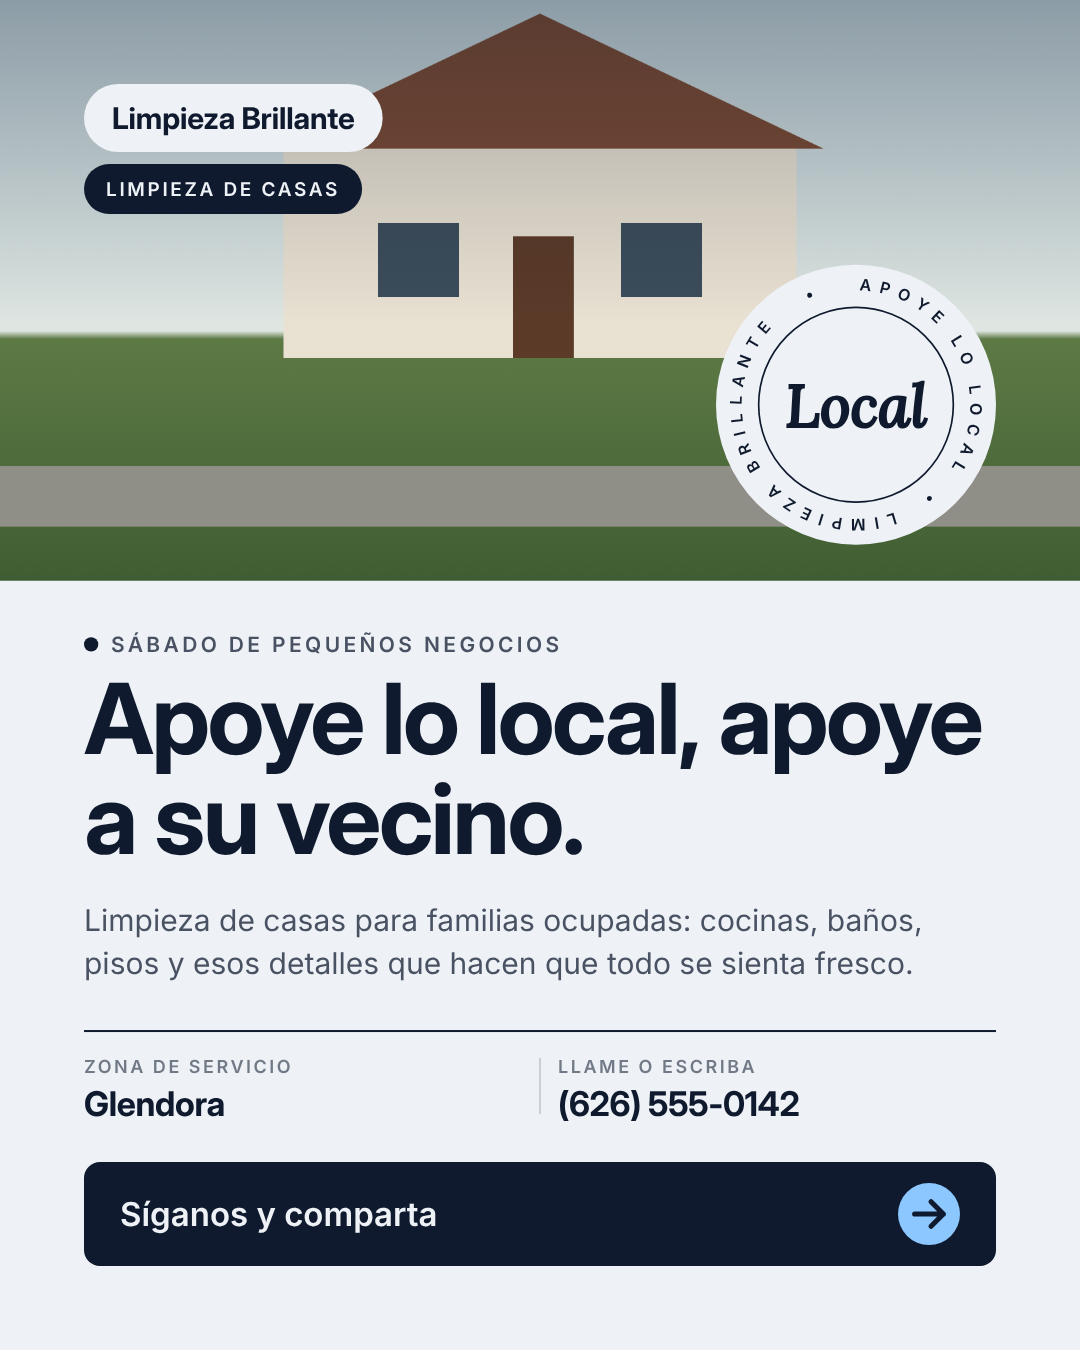 Limpieza Brillante
LIMPIEZA DE CASAS
APOYE LO LOCAL • LIMPIEZA BRILLANTE •
Local
SÁBADO DE PEQUEÑOS NEGOCIOS
Apoye lo local, apoye
a su vecino.
Limpieza de casas para familias ocupadas: cocinas, baños,
pisos y esos detalles que hacen que todo se sienta fresco.
ZONA DE SERVICIO
Glendora
LLAME O ESCRIBA
(626) 555-0142
Síganos y comparta